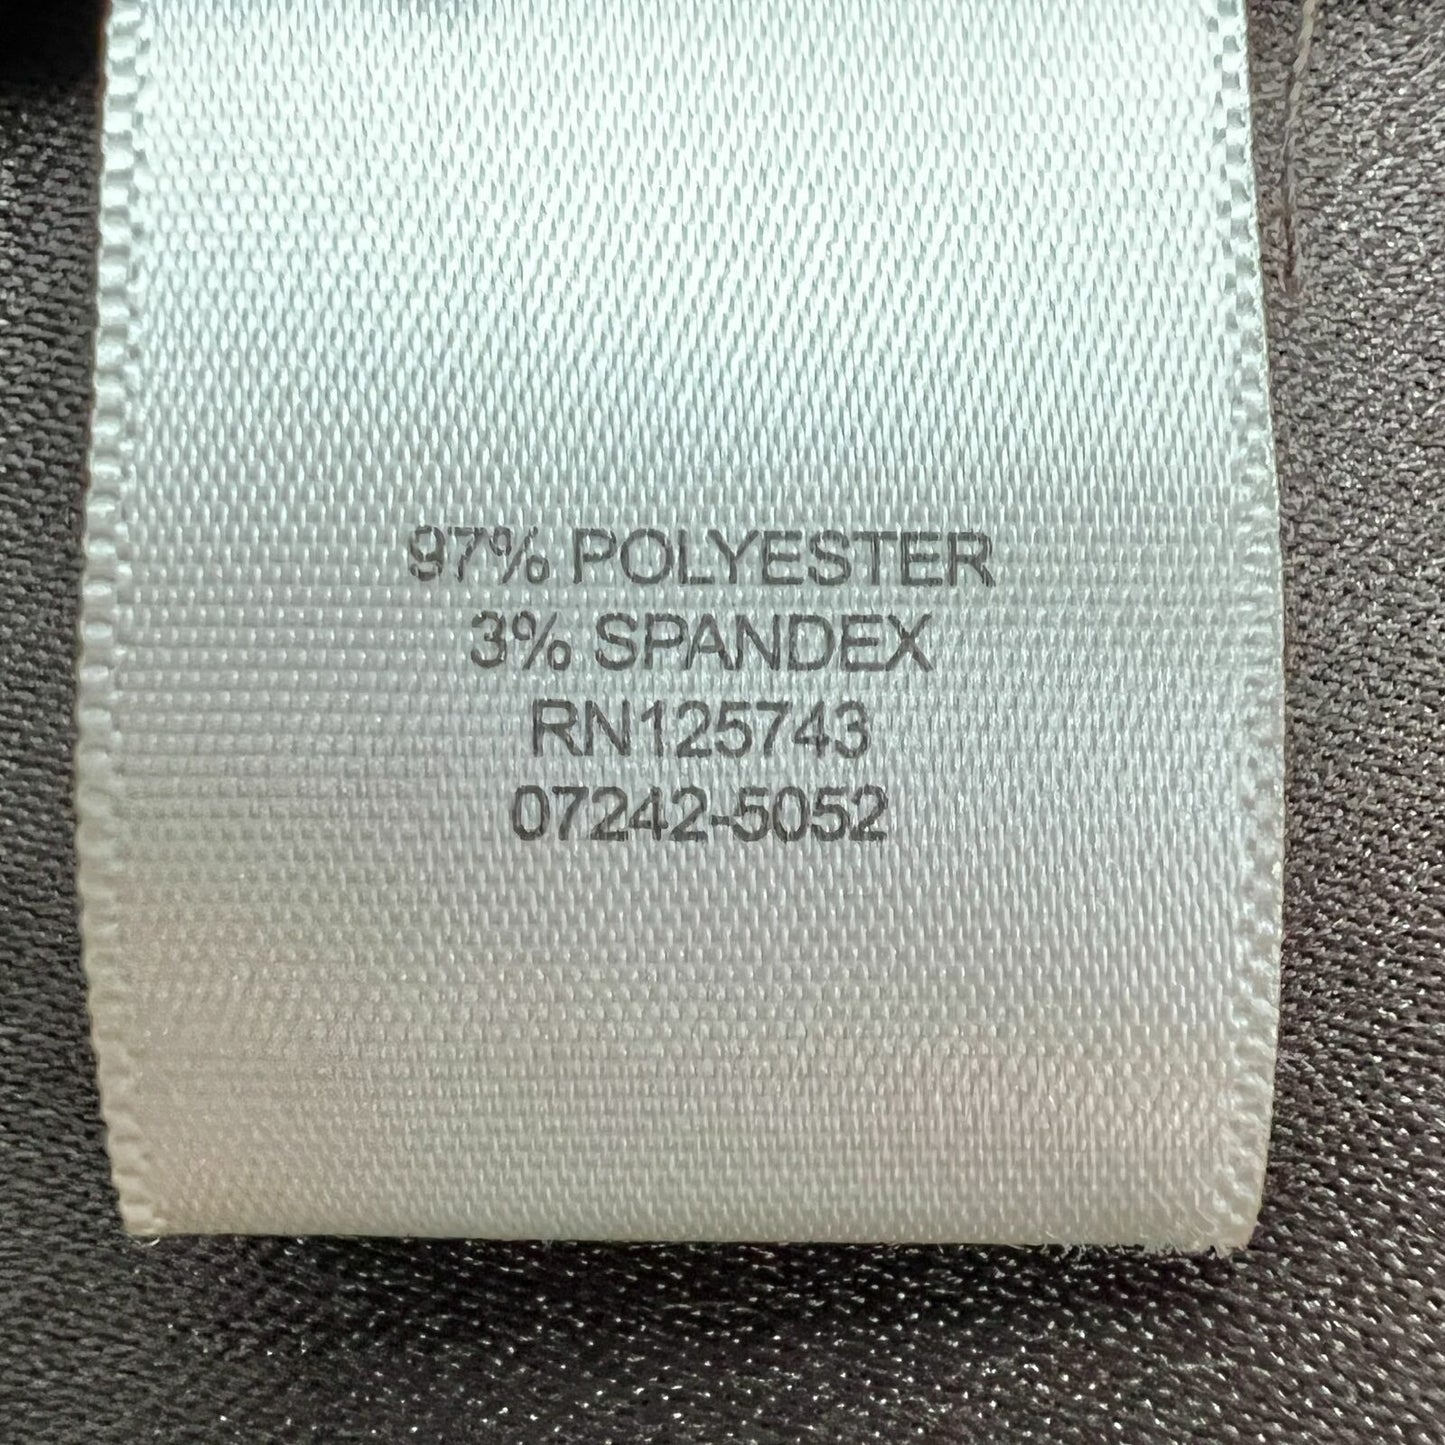 97% POLYESTER
3% SPANDEX
RN125743
07242-5052